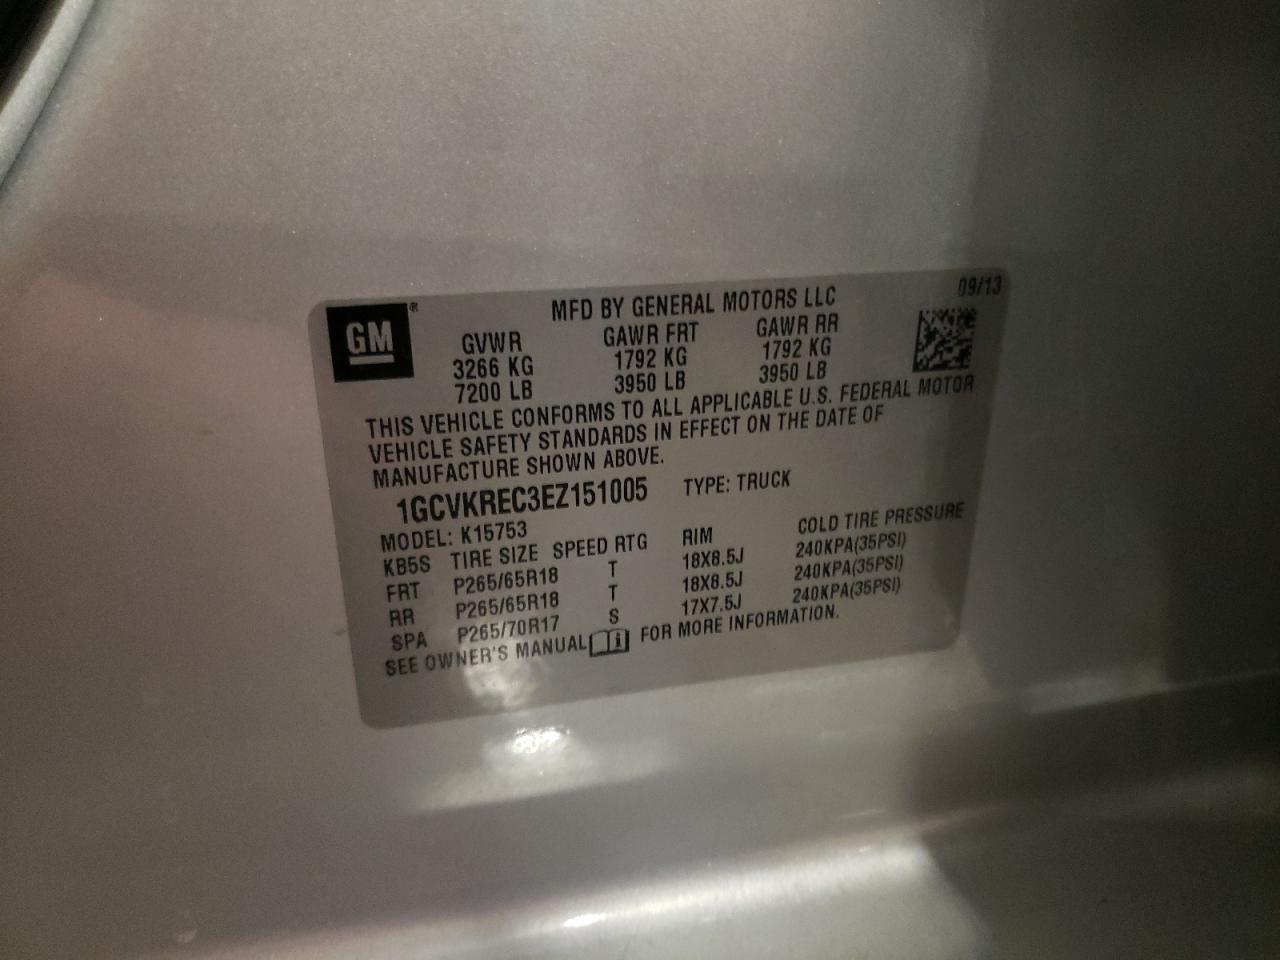 GM®
MFD BY GENERAL MOTORS LLC 09/13
GVWR GAWR FRT GAWR RR
3266 KG 1792 KG 1792 KG
7200 LB 3950 LB 3950 LB
THIS VEHICLE CONFORMS TO ALL APPLICABLE U.S. FEDERAL MOTOR
VEHICLE SAFETY STANDARDS IN EFFECT ON THE DATE OF
MANUFACTURE SHOWN ABOVE.
1GCVKREC3EZ151005 TYPE: TRUCK
MODEL: K15753
KB5S TIRE SIZE SPEED RTG RIM COLD TIRE PRESSURE
FRT P265/65R18 T 18X8.5J 240KPA(35PSI)
RR P265/65R18 T 18X8.5J 240KPA(35PSI)
SPA P265/70R17 S 17X7.5J 240KPA(35PSI)
SEE OWNER'S MANUAL FOR MORE INFORMATION.